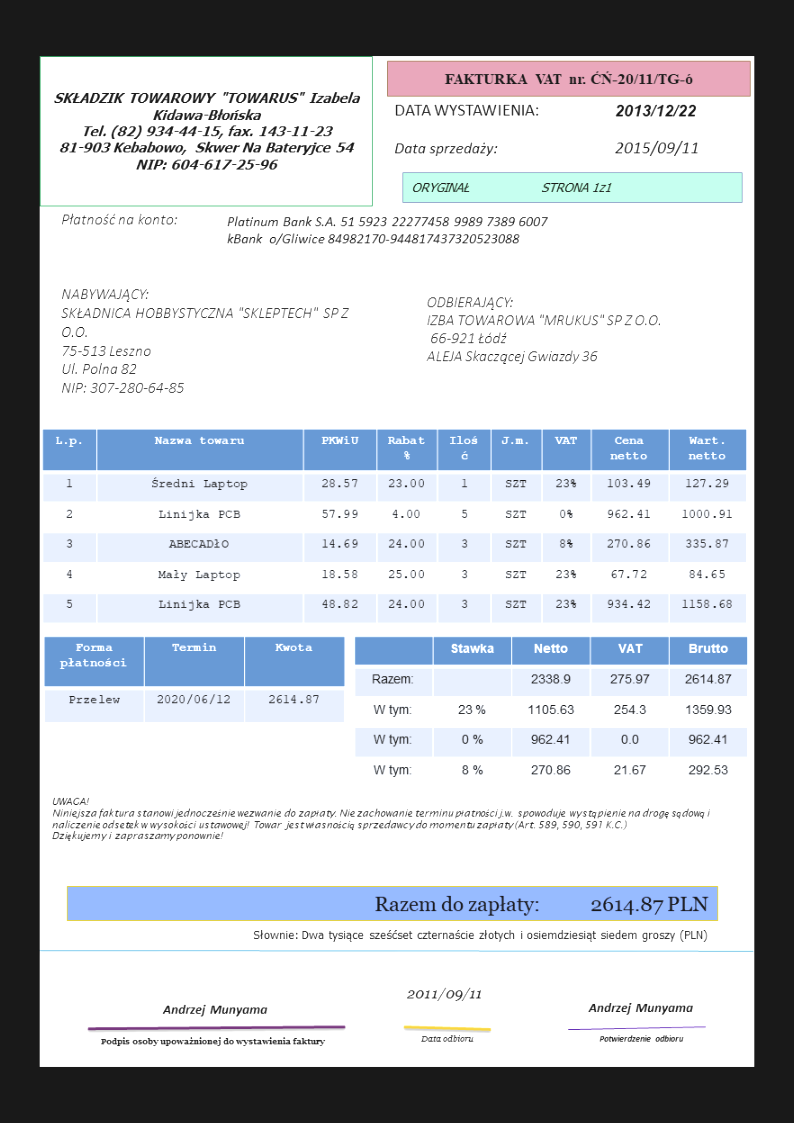 SKŁADZIK TOWAROWY "TOWARUS" Izabela
Kidawa-Błońska
Tel. (82) 934-44-15, fax. 143-11-23
81-903 Kebabowo, Skwer Na Bateryjce 54
NIP: 604-617-25-96
FAKTURKA VAT nr. ĆŃ-20/11/TG-6
DATA WYSTAWIENIA: 2013/12/22
Data sprzedaży: 2015/09/11
ORYGINAŁ STRONA 1z1
Płatność na konto: Platinum Bank S.A. 51 5923 22277458 9989 7389 6007
kBank o/Gliwice 84982170-944817437320523088
NABYWAJĄCY:
SKŁADNICA HOBBYSTYCZNA "SKLEPTECH" SP Z
O.O.
75-513 Leszno
Ul. Polna 82
NIP: 307-280-64-85
ODBIERAJĄCY:
IZBA TOWAROWA "MRUKUS" SP Z O.O.
66-921 Łódź
ALEJA Skaczącej Gwiazdy 36
L.p. Nazwa towaru PKWiU Rabat % Ilość J.m. VAT Cena netto Wart. netto
1 Średni Laptop 28.57 23.00 1 SZT 23% 103.49 127.29
2 Linijka PCB 57.99 4.00 5 SZT 0% 962.41 1000.91
3 ABECADŁO 14.69 24.00 3 SZT 8% 270.86 335.87
4 Mały Laptop 18.58 25.00 3 SZT 23% 67.72 84.65
5 Linijka PCB 48.82 24.00 3 SZT 23% 934.42 1158.68
Forma płatności Termin Kwota
Przelew 2020/06/12 2614.87
Stawka Netto VAT Brutto
Razem: 2338.9 275.97 2614.87
W tym: 23 % 1105.63 254.3 1359.93
W tym: 0 % 962.41 0.0 962.41
W tym: 8 % 270.86 21.67 292.53
UWAGA!
Niniejsza faktura stanowi jednocześnie wezwanie do zapłaty. Nie zachowanie terminu płatności j.w. spowoduje wystąpienie na drogę sądową i
naliczenie odsetek w wysokości ustawowej! Towar jest własnością sprzedawcy do momentu zapłaty (Art. 589, 590, 591 K.C.)
Dziękujemy i zapraszamy ponownie!
Razem do zapłaty: 2614.87 PLN
Słownie: Dwa tysiące sześćset czternaście złotych i osiemdziesiąt siedem groszy (PLN)
Andrzej Munyama
Podpis osoby upoważnionej do wystawienia faktury
2011/09/11
Data odbioru
Andrzej Munyama
Potwierdzenie odbioru